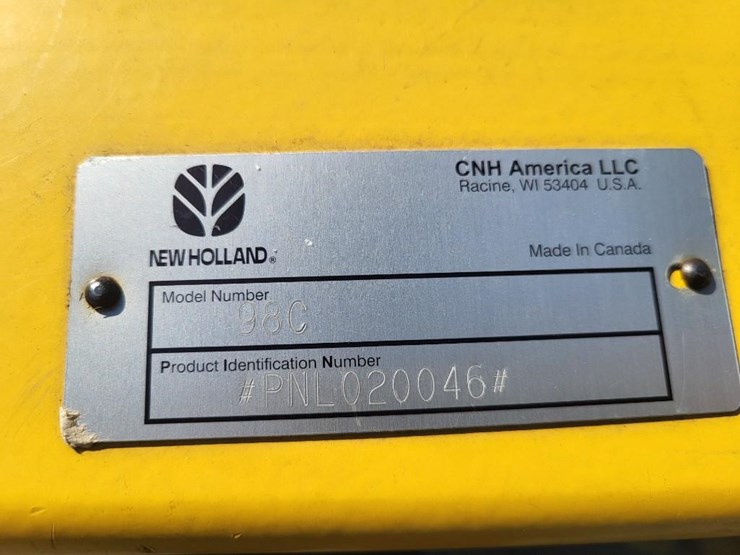 CNH America LLC
Racine, WI 53404 U.S.A.
NEW HOLLAND®
Made In Canada
Model Number
98C
Product Identification Number
#PNL020046#